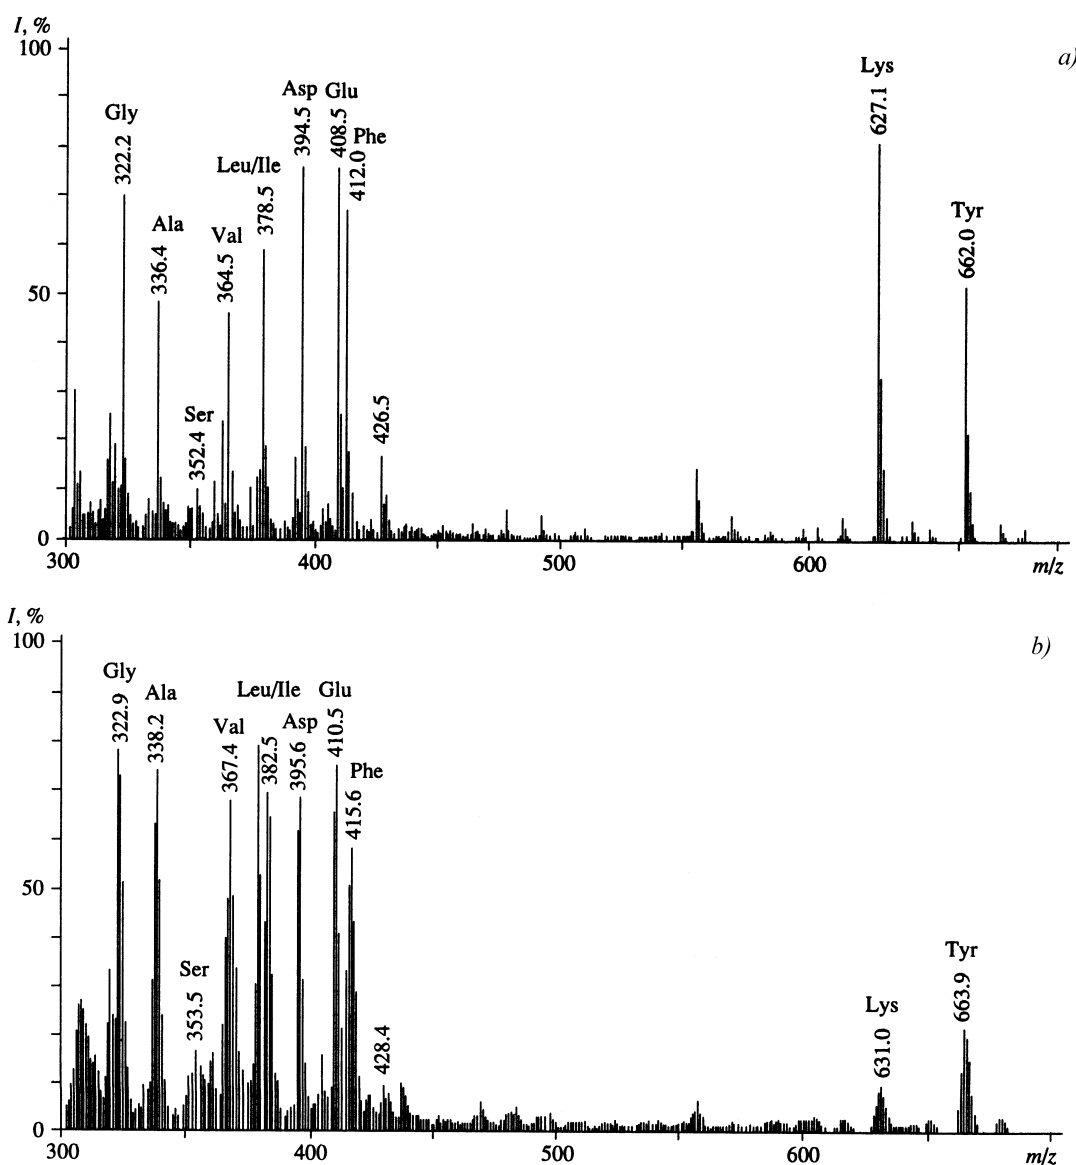 I, %
a)
100
50
0
Gly
322.2
Ala
336.4
Ser
352.4
Val
364.5
Leu/Ile
378.5
Asp
394.5
Glu
408.5
Phe
412.0
426.5
Lys
627.1
Tyr
662.0
300
400
500
600
m/z
I, %
b)
100
50
0
Gly
322.9
Ala
338.2
Ser
353.5
Val
367.4
Leu/Ile
382.5
Asp
395.6
Glu
410.5
Phe
415.6
428.4
Lys
631.0
Tyr
663.9
300
400
500
600
m/z